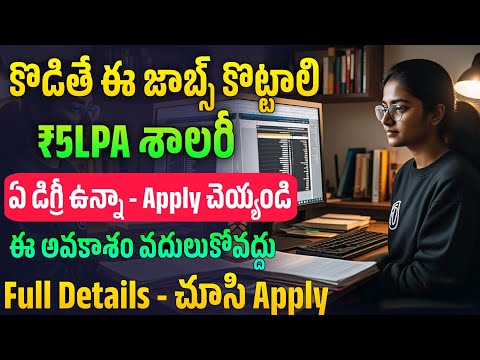 కొడితే ఈ జాబ్స్ కొట్టాలి
₹5LPA శాలరీ
ఏ డిగ్రీ ఉన్నా - Apply చెయ్యండి
ఈ అవకాశం వదులుకోవద్దు
Full Details - చూసి Apply